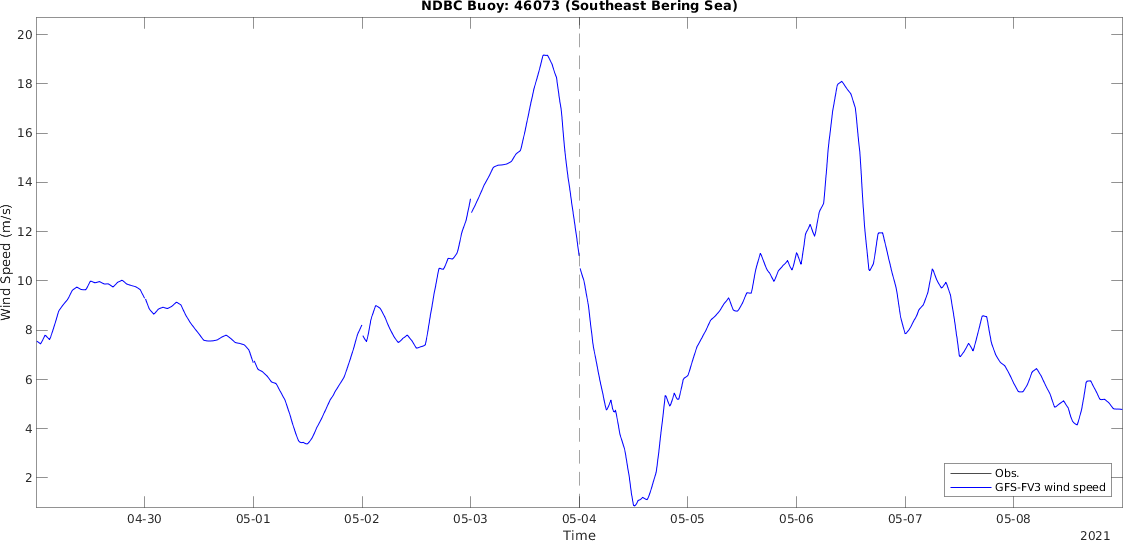 NDBC Buoy: 46073 (Southeast Bering Sea)
20
18
16
14
12
10
8
6
4
2
Wind Speed (m/s)
Obs.
GFS-FV3 wind speed
04-30 05-01 05-02 05-03 05-04 05-05 05-06 05-07 05-08
Time
2021